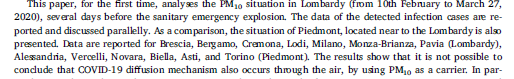 This paper, for the first time, analyses the PM10 situation in Lombardy (from 10th February to March 27,
2020), several days before the sanitary emergency explosion. The data of the detected infection cases are re-
ported and discussed parallelly. As a comparison, the situation of Piedmont, located near to the Lombardy is also
presented. Data are reported for Brescia, Bergamo, Cremona, Lodi, Milano, Monza-Brianza, Pavia (Lombardy),
Alessandria, Vercelli, Novara, Biella, Asti, and Torino (Piedmont). The results show that it is not possible to
conclude that COVID-19 diffusion mechanism also occurs through the air, by using PM10 as a carrier. In par-